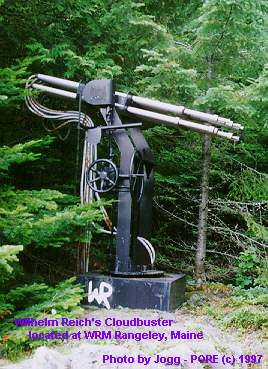 WR
Wilhelm Reich's Cloudbuster
located at WRM Rangeley, Maine
Photo by Jogg - PORE (c) 1997